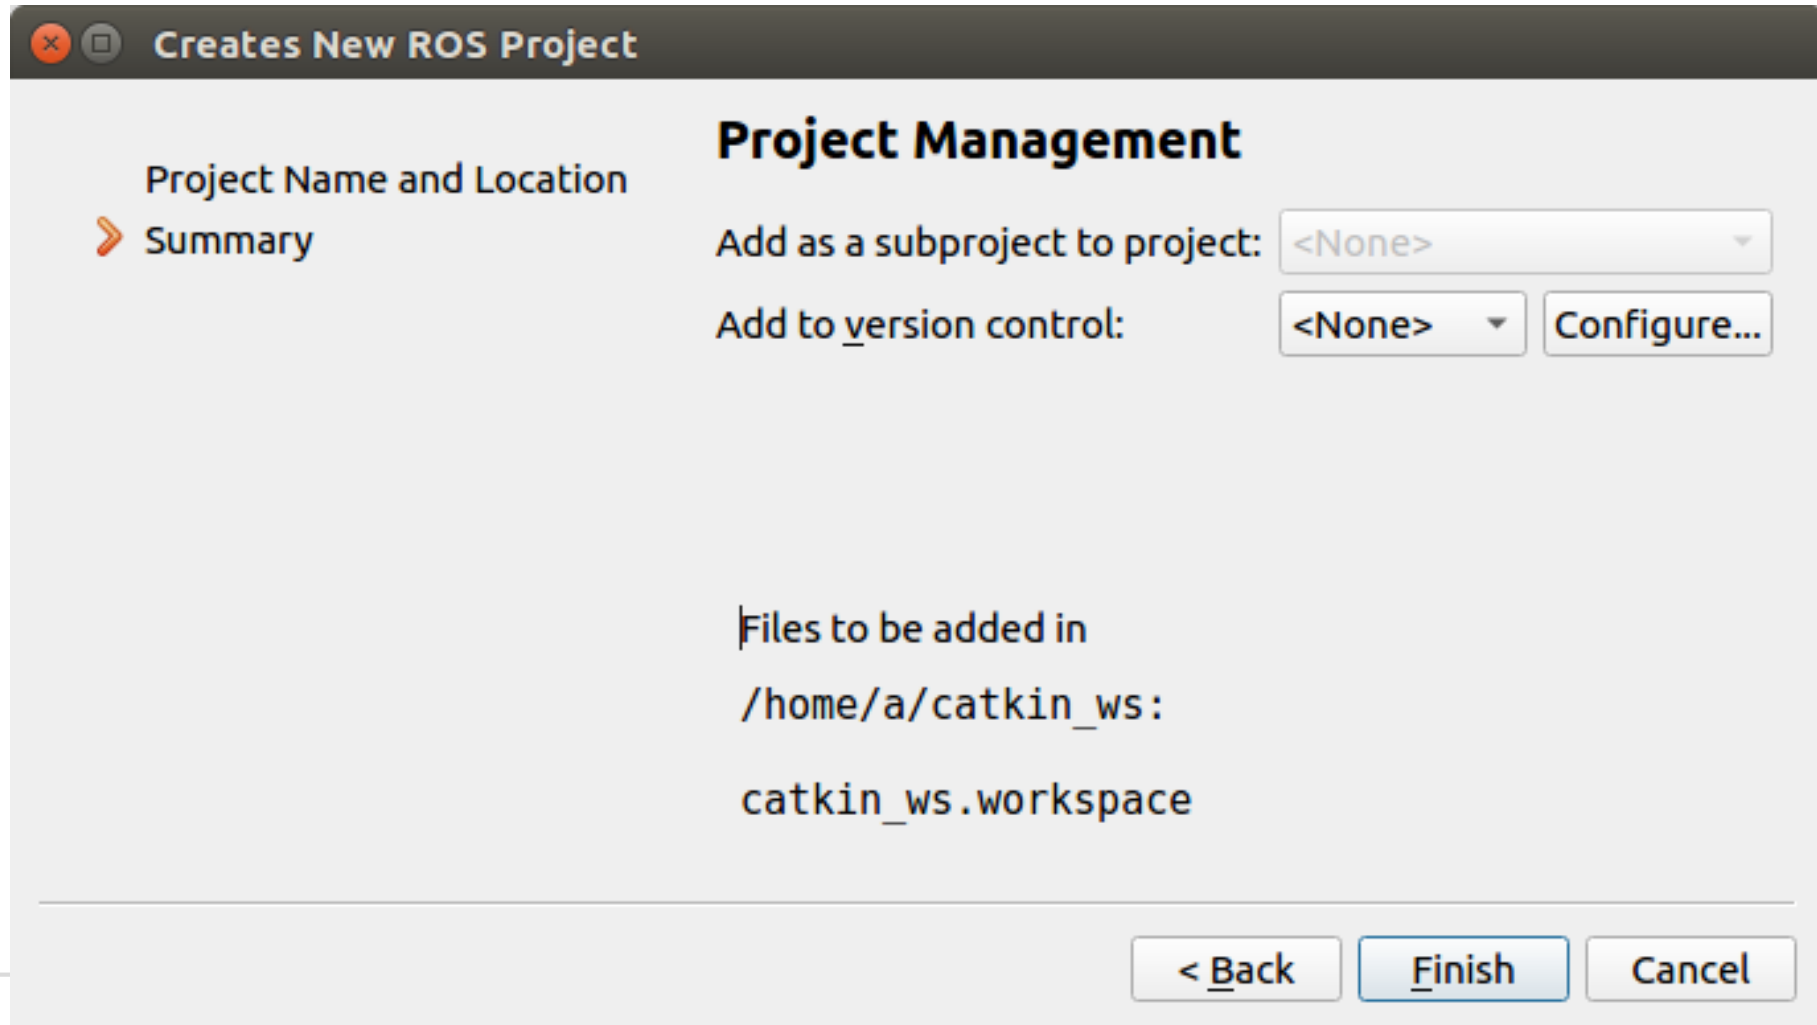 Creates New ROS Project
Project Name and Location
Summary
Project Management
Add as a subproject to project: <None>
Add to version control: <None> Configure...
Files to be added in
/home/a/catkin_ws:
catkin_ws.workspace
< Back Finish Cancel